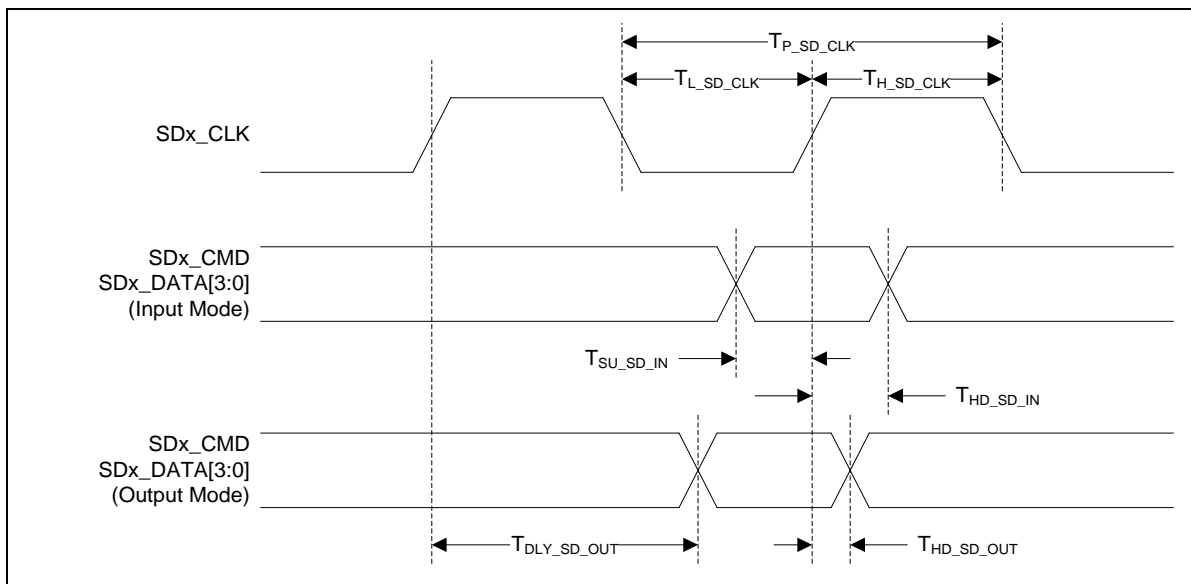 T_P_SD_CLK
T_L_SD_CLK
T_H_SD_CLK
SDx_CLK
SDx_CMD
SDx_DATA[3:0]
(Input Mode)
T_SU_SD_IN
T_HD_SD_IN
SDx_CMD
SDx_DATA[3:0]
(Output Mode)
T_DLY_SD_OUT
T_HD_SD_OUT